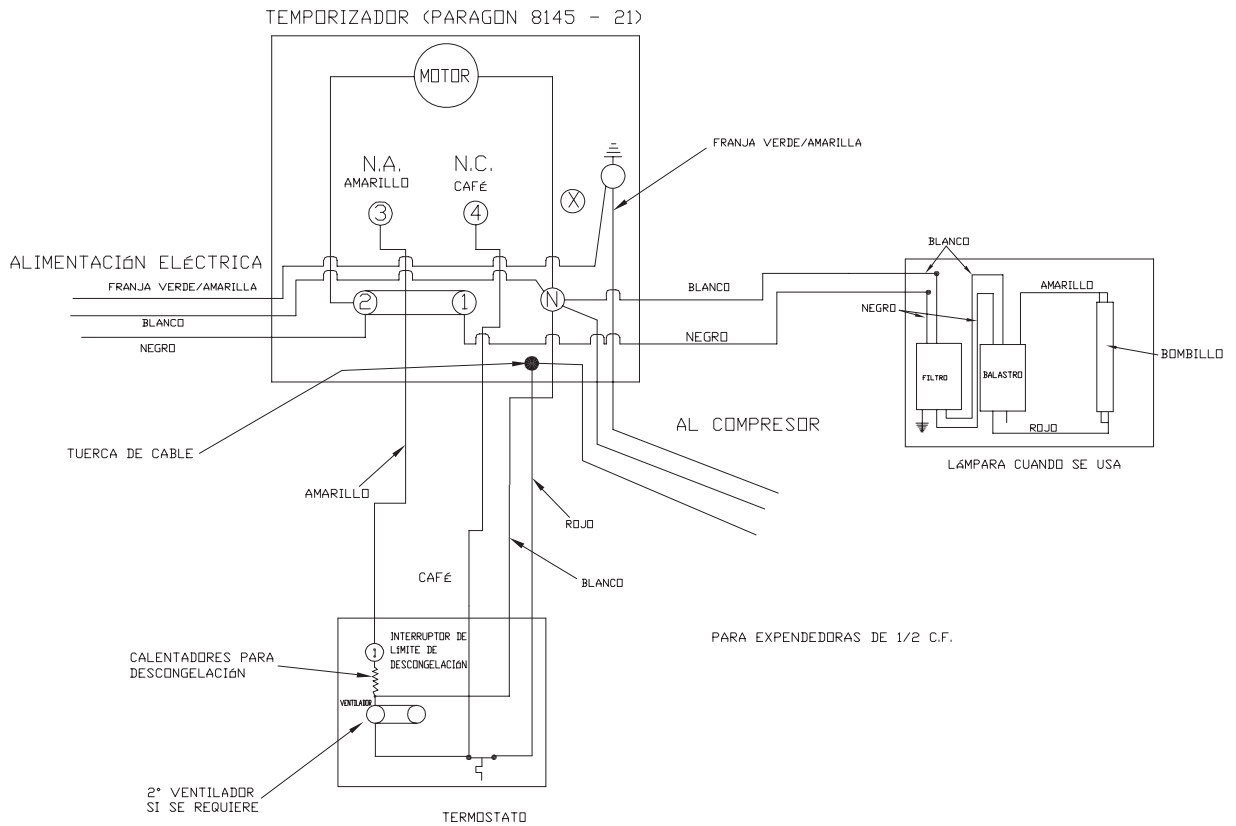 TEMPORIZADOR (PARAGON 8145 - 21)
MOTOR
FRANJA VERDE/AMARILLA
N.A.
AMARILLO
N.C.
CAFÉ
X
3
4
ALIMENTACIóN ELéCTRICA
FRANJA VERDE/AMARILLA
BLANCO
NEGRO
2
1
N
BLANCO
NEGRO
BLANCO
AMARILLO
NEGRO
BOMBILLO
FILTRO
BALASTRO
ROJO
LáMPARA CUANDO SE USA
AL COMPRESOR
TUERCA DE CABLE
AMARILLO
ROJO
CAFÉ
BLANCO
PARA EXPENDEDORAS DE 1/2 C.F.
1
INTERRUPTOR DE
LíMITE DE
DESCONGELACIóN
CALENTADORES PARA
DESCONGELACIóN
VENTILADOR
2° VENTILADOR
SI SE REQUIERE
TERMOSTATO